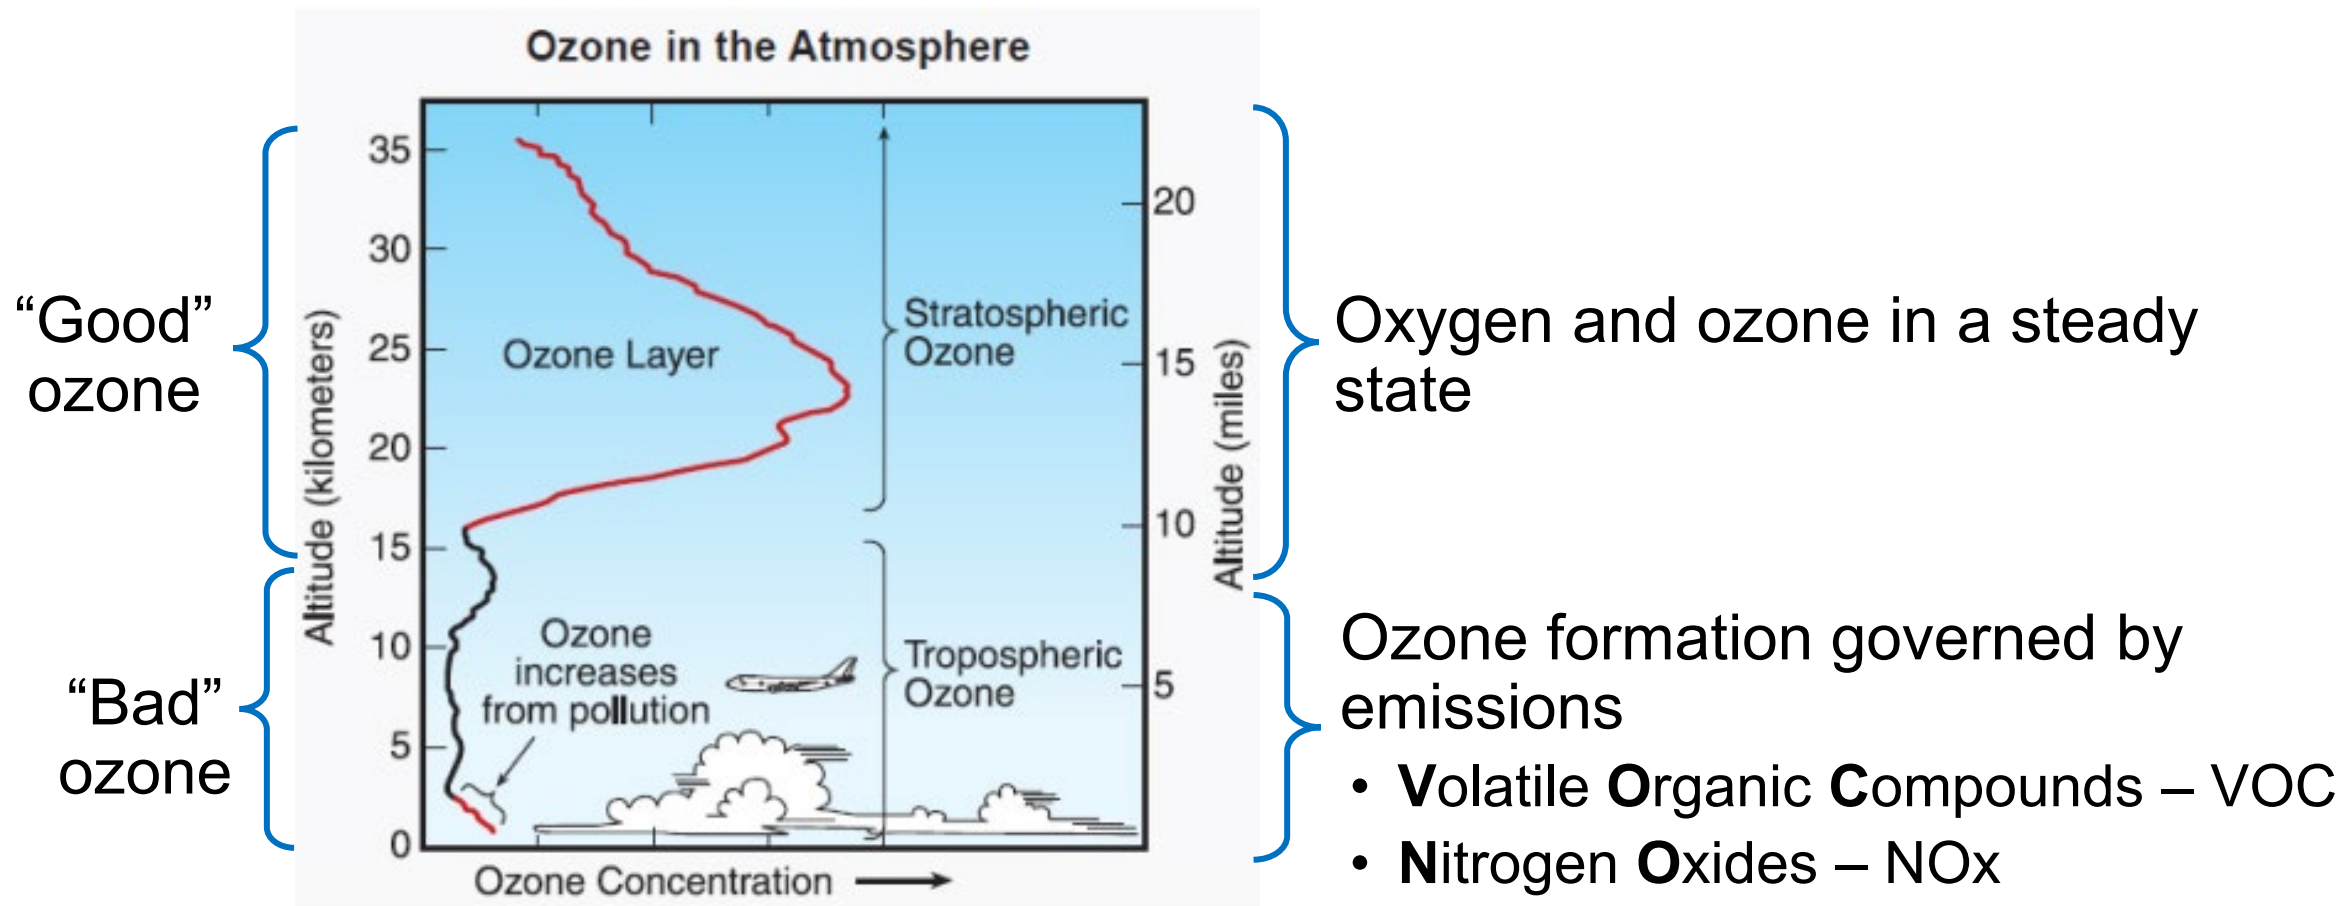 Ozone in the Atmosphere
35
30
25
20
15
10
5
0
Altitude (kilometers)
Ozone Layer
Stratospheric
Ozone
Ozone
increases
from pollution
Tropospheric
Ozone
20
15
10
5
Altitude (miles)
Ozone Concentration
“Good”
ozone
“Bad”
ozone
Oxygen and ozone in a steady
state
Ozone formation governed by
emissions
• Volatile Organic Compounds – VOC
• Nitrogen Oxides – NOx